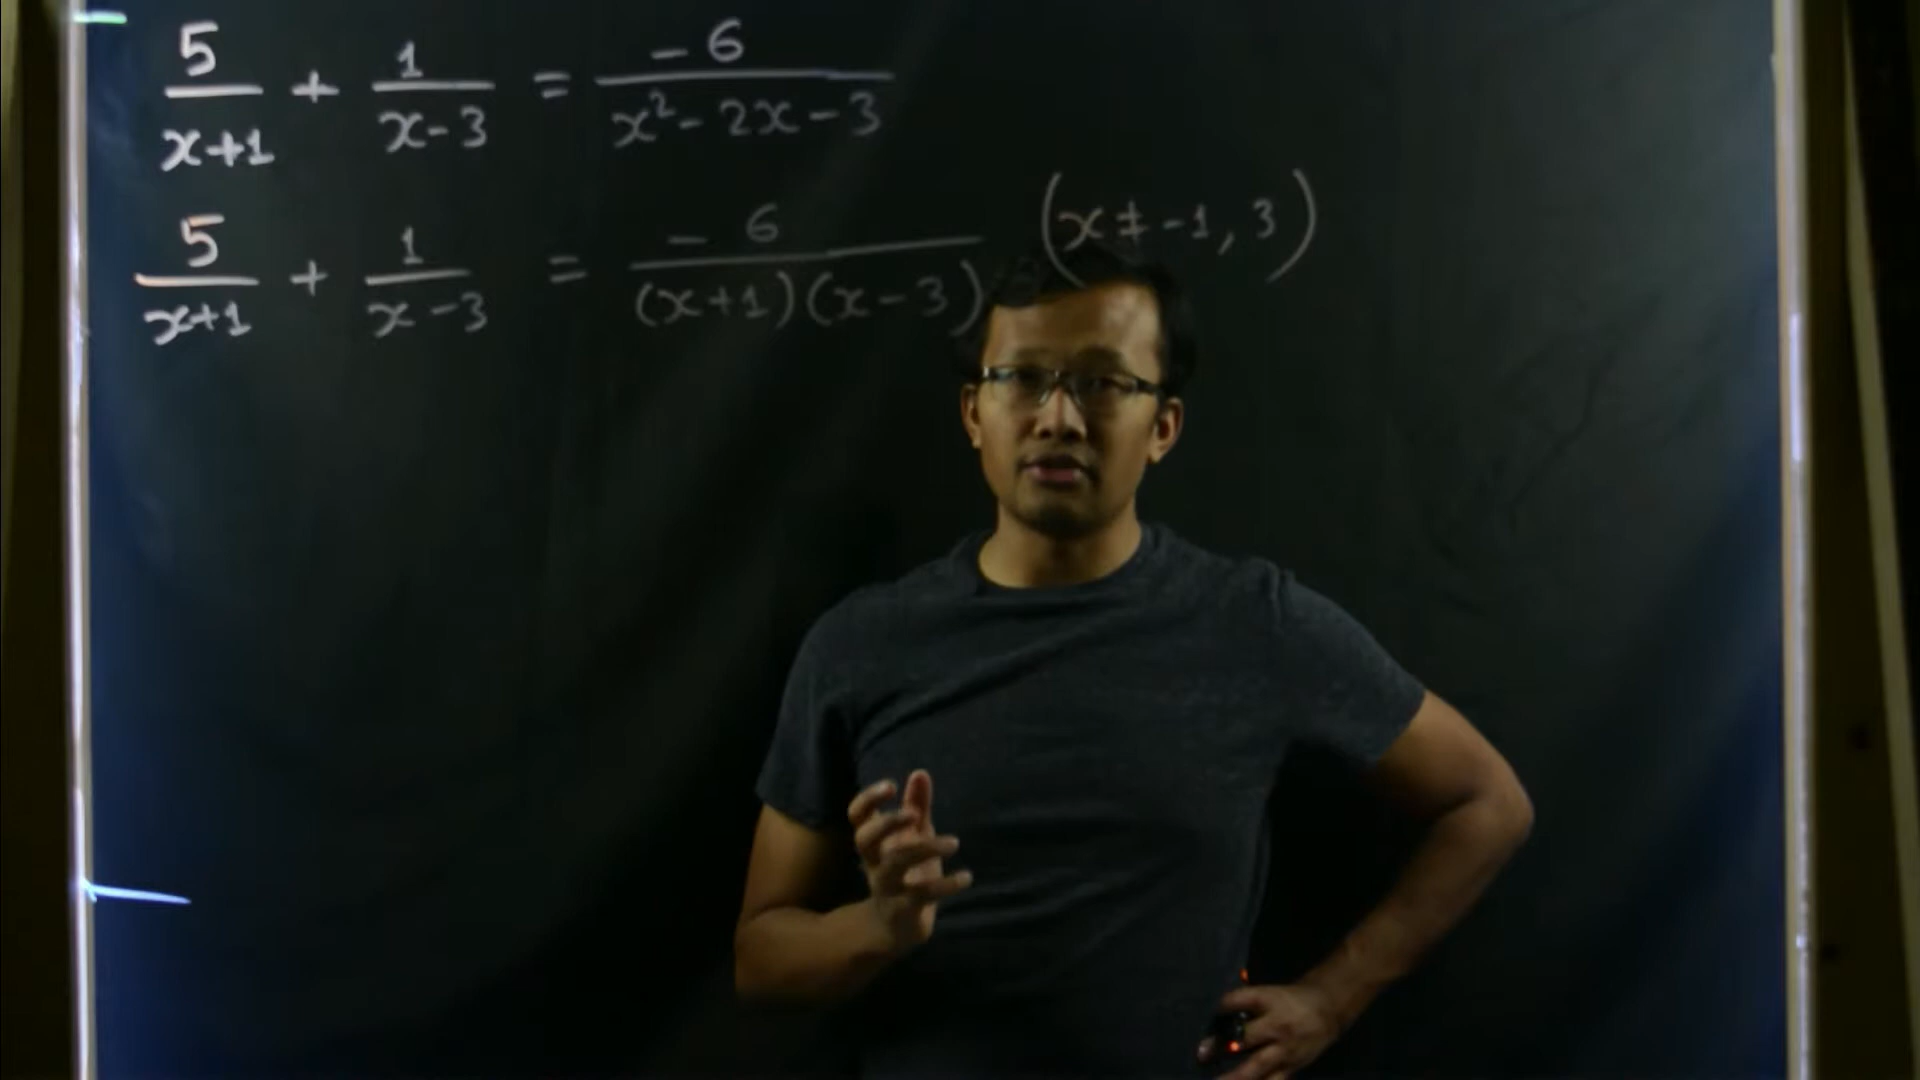 5/(x+1) + 1/(x-3) = -6/(x²-2x-3)
5/(x+1) + 1/(x-3) = -6/((x+1)(x-3)) (x≠-1, 3)